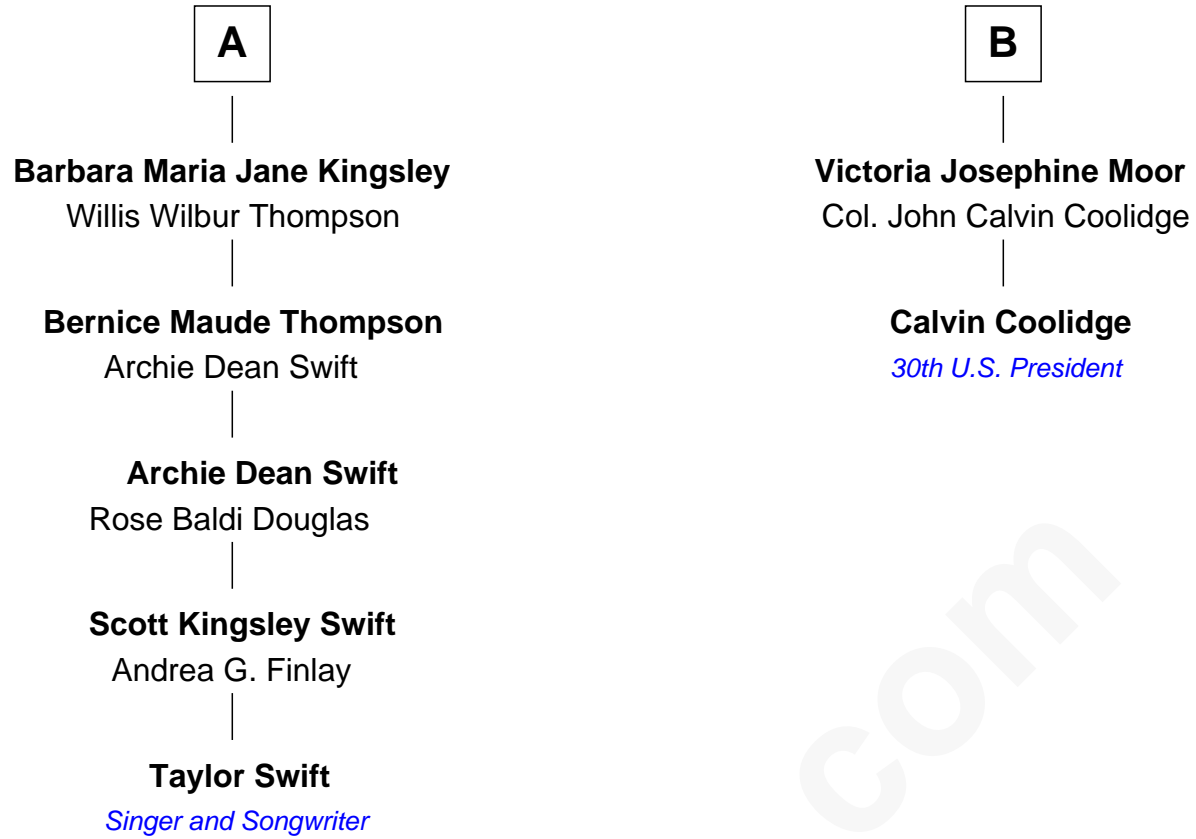 A
Barbara Maria Jane Kingsley
Willis Wilbur Thompson
Bernice Maude Thompson
Archie Dean Swift
Archie Dean Swift
Rose Baldi Douglas
Scott Kingsley Swift
Andrea G. Finlay
Taylor Swift
Singer and Songwriter
B
Victoria Josephine Moor
Col. John Calvin Coolidge
Calvin Coolidge
30th U.S. President
com